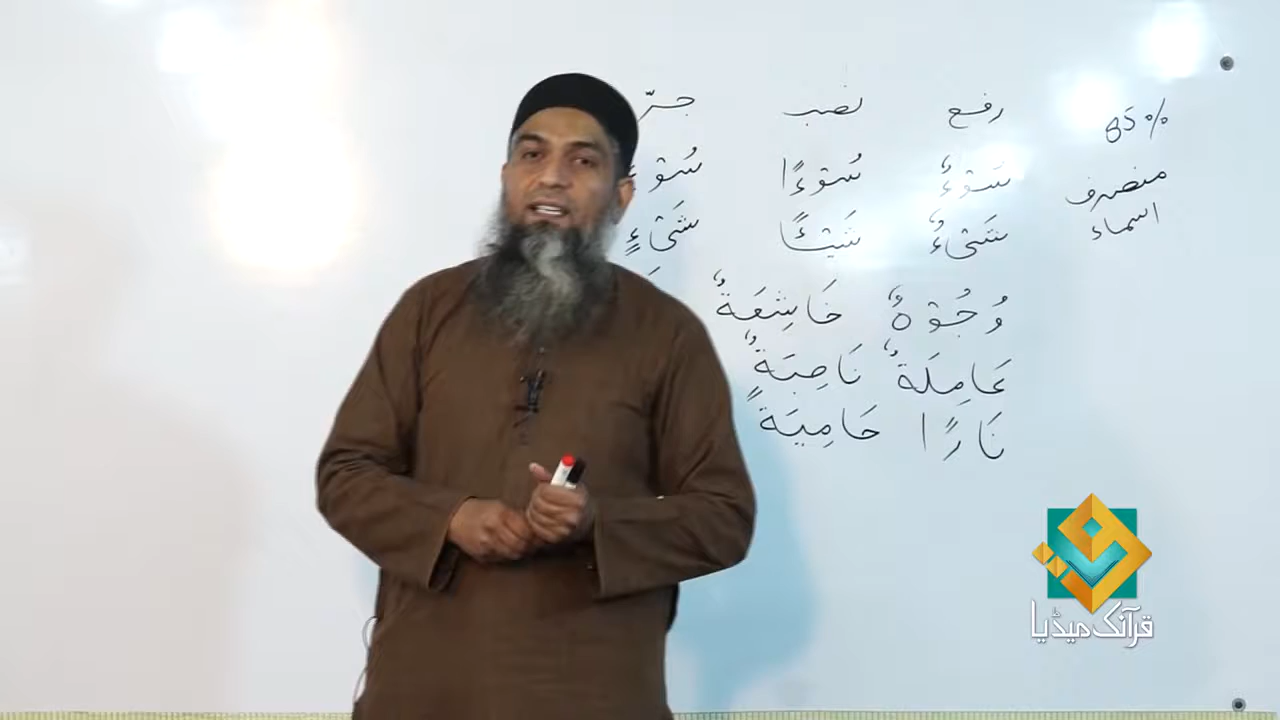 85%
منصرف
اسماء
رفع نصب جرّ
سُوْءٌ سُوْءًا سُوْءٍ
شَیْءٌ شَیْـًٔا شَیْءٍ
وُجُوْهٌ خَاشِعَةٌ
عَامِلَةٌ نَاصِبَةٌ
نَارًا حَامِيَةً
قرآنک میڈیا